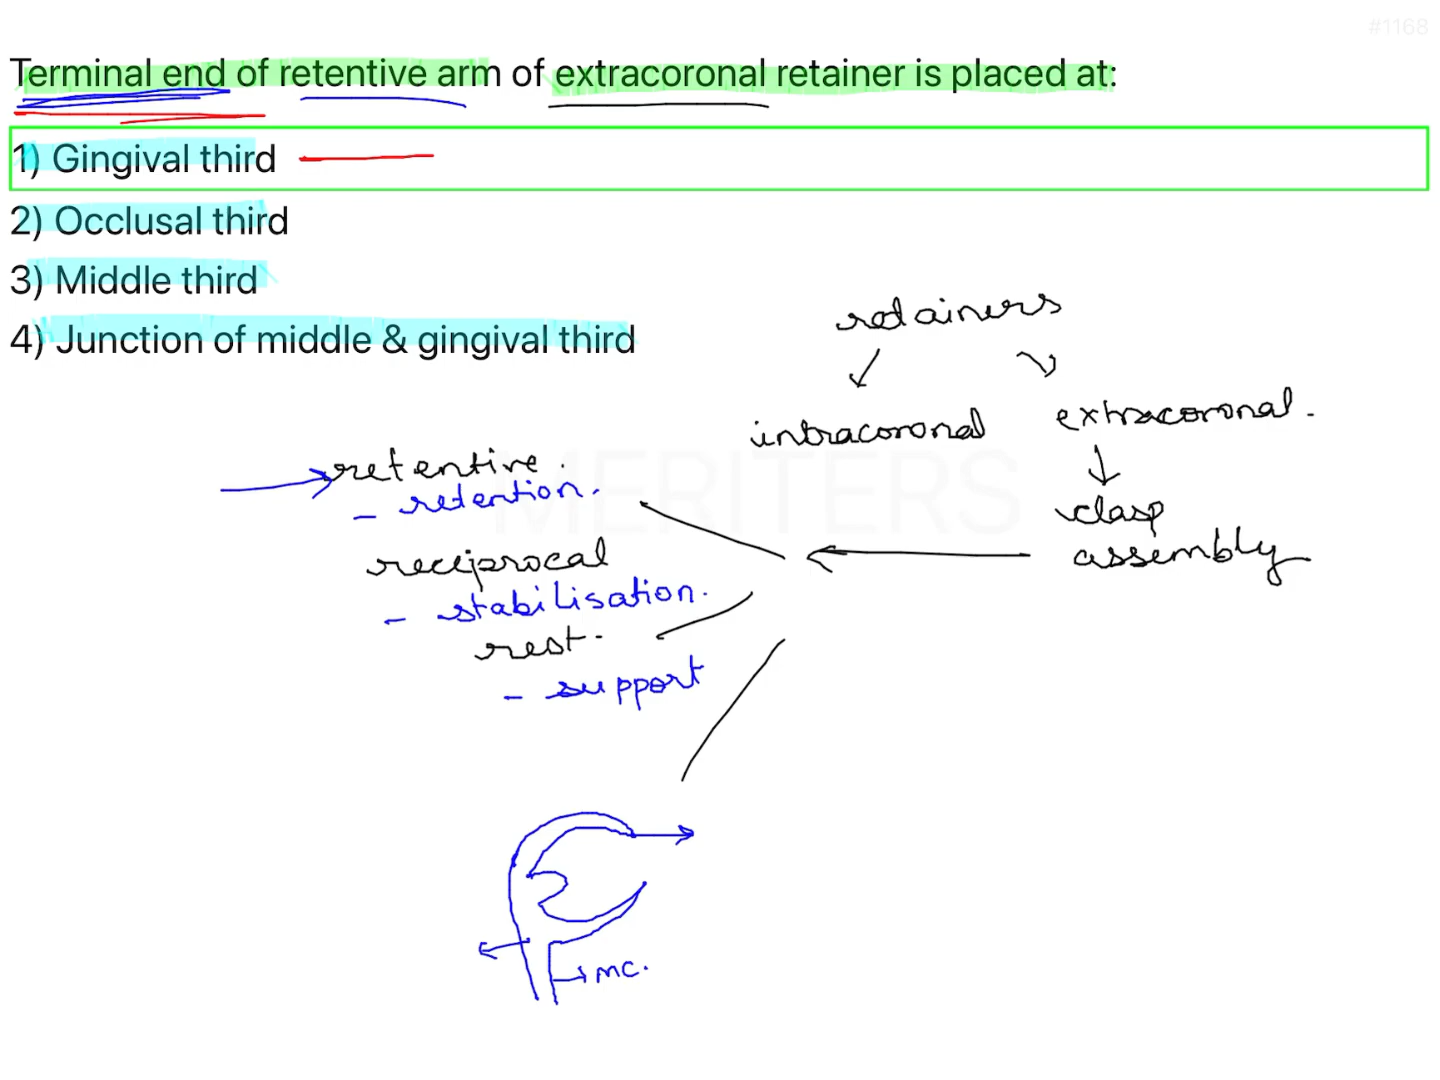 #1168
Terminal end of retentive arm of extracoronal retainer is placed at:
1) Gingival third
2) Occlusal third
3) Middle third
4) Junction of middle & gingival third
retainers
intracoronal
extracoronal.
clasp
assembly
retentive.
- retention.
reciprocal
- stabilisation.
rest.
- support
MERITERS
mc.